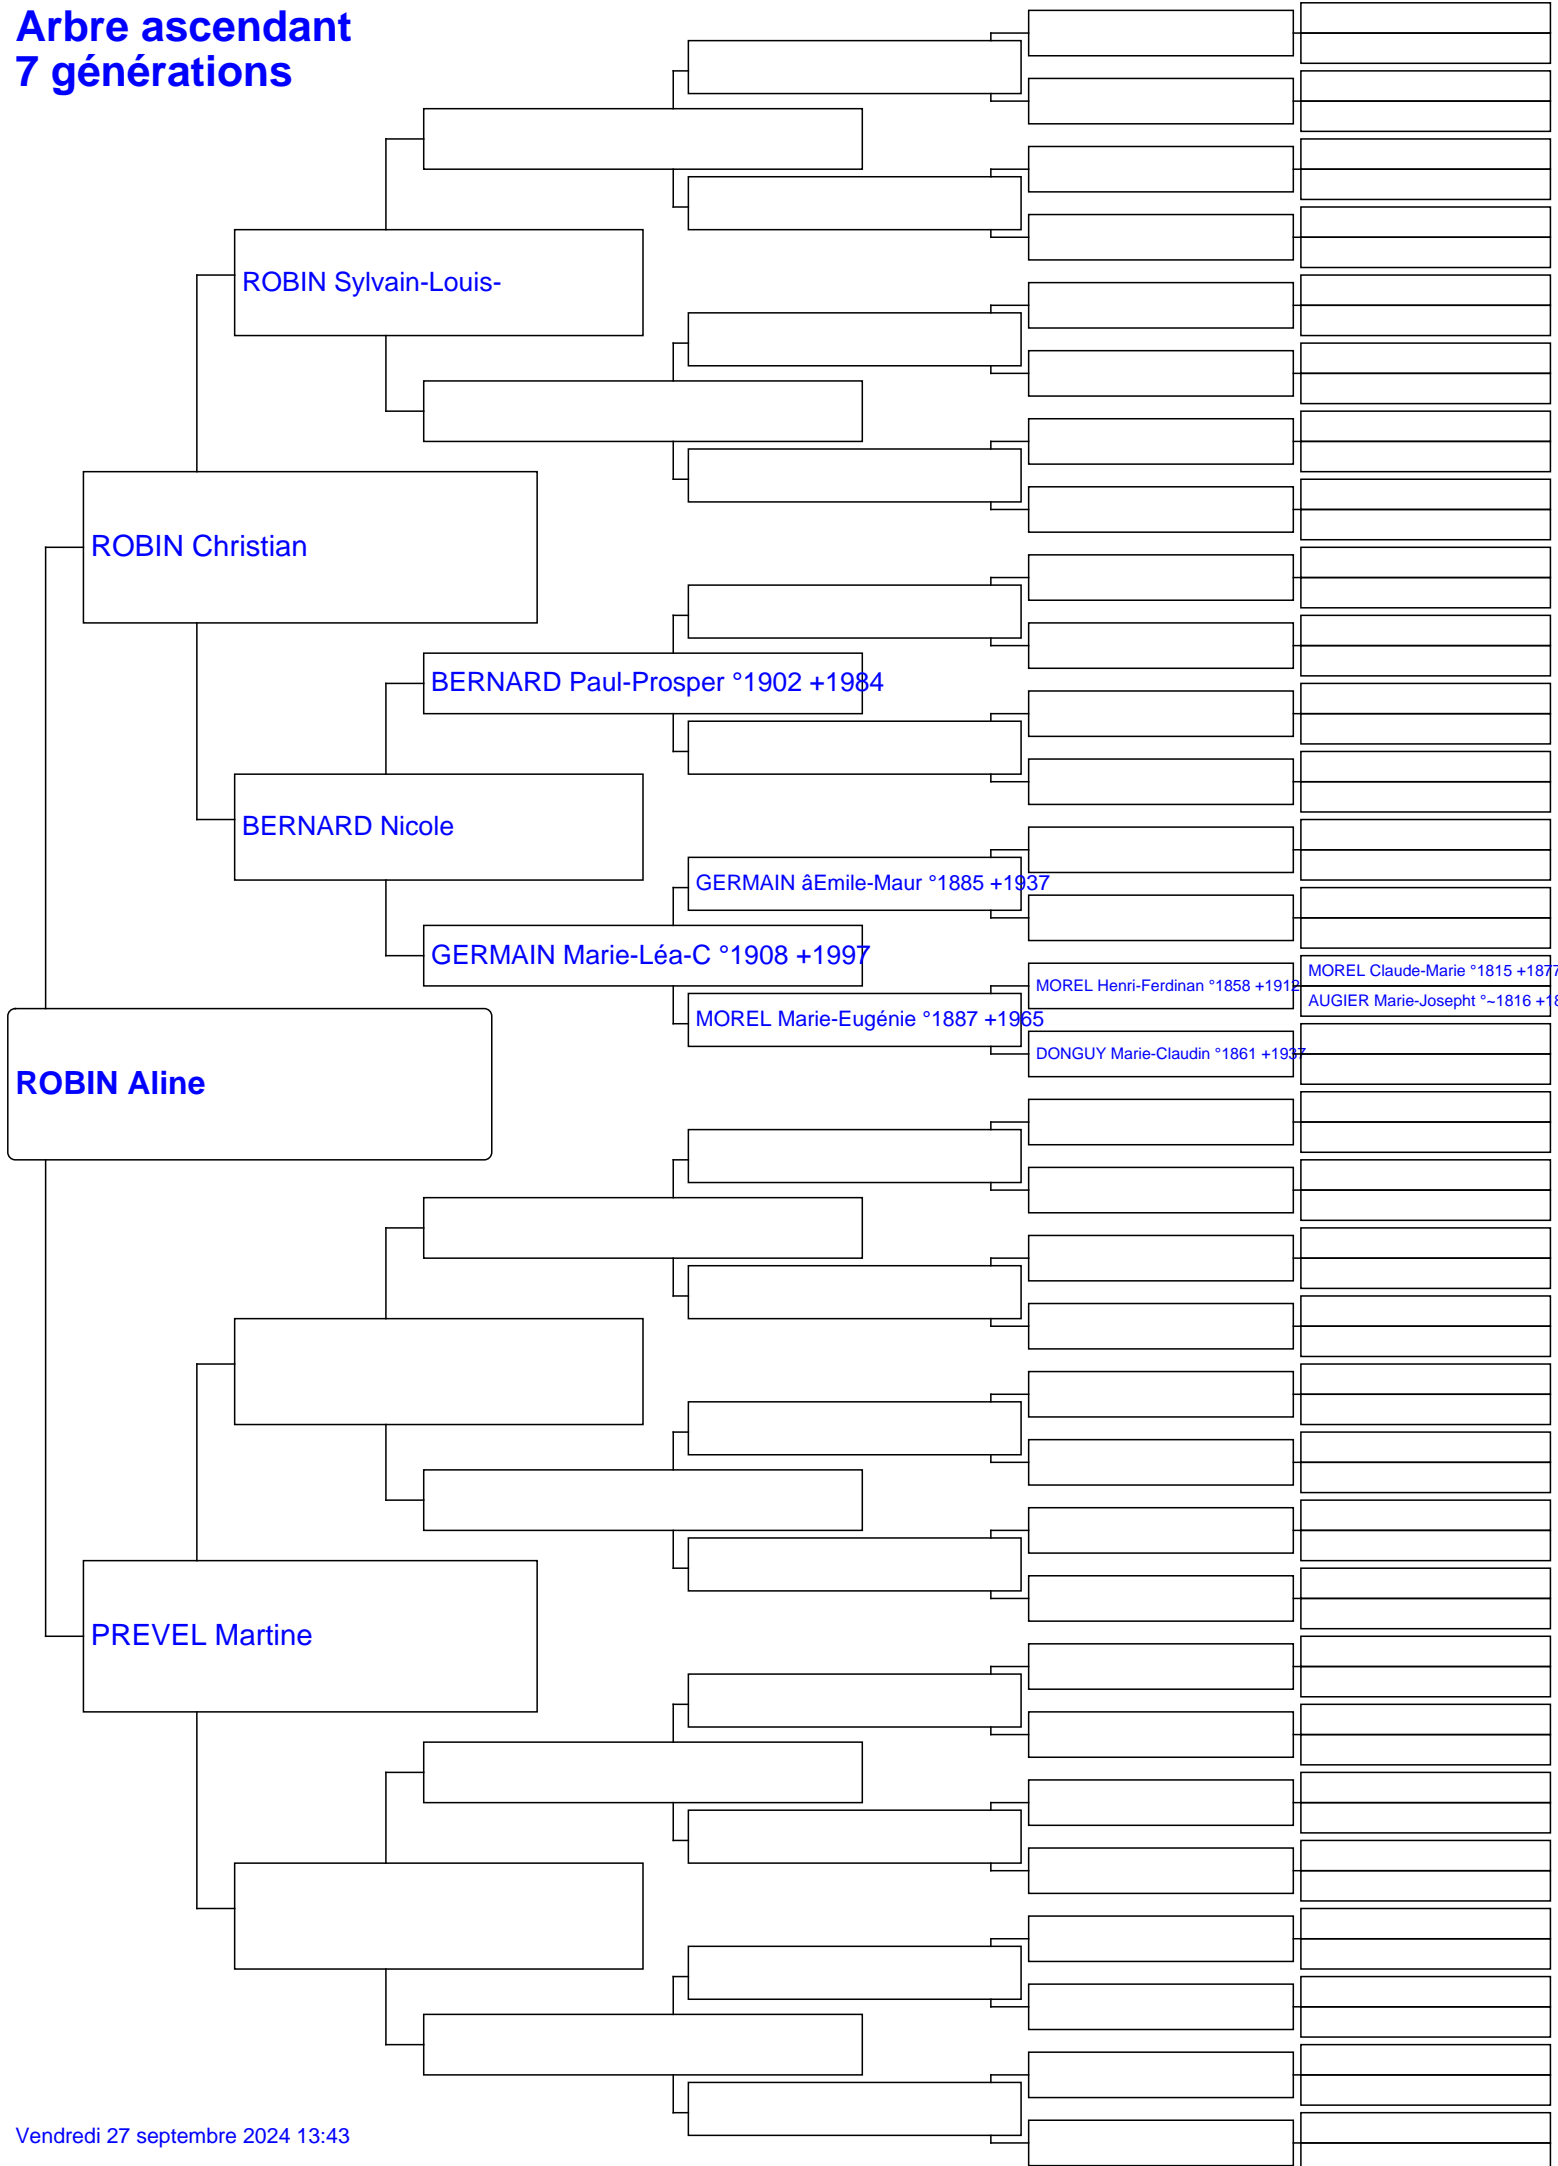 Arbre ascendant
7 générations
ROBIN Sylvain-Louis-
ROBIN Christian
BERNARD Paul-Prosper °1902 +1984
BERNARD Nicole
GERMAIN âEmile-Maur °1885 +1937
GERMAIN Marie-Léa-C °1908 +1997
MOREL Claude-Marie °1815 +1877
MOREL Henri-Ferdinan °1858 +1912
AUGIER Marie-Josepht °~1816 +18
MOREL Marie-Eugénie °1887 +1965
DONGUY Marie-Claudin °1861 +1937
ROBIN Aline
PREVEL Martine
Vendredi 27 septembre 2024 13:43